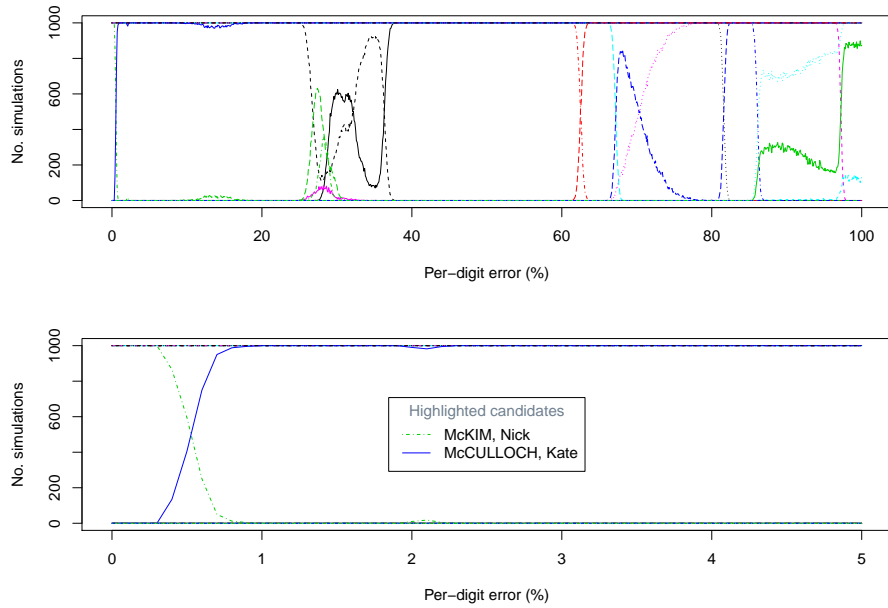 1000
600
200
0
No. simulations
0 20 40 60 80 100
Per-digit error (%)
1000
600
200
0
No. simulations
Highlighted candidates
McKIM, Nick
McCULLOCH, Kate
0 1 2 3 4 5
Per-digit error (%)